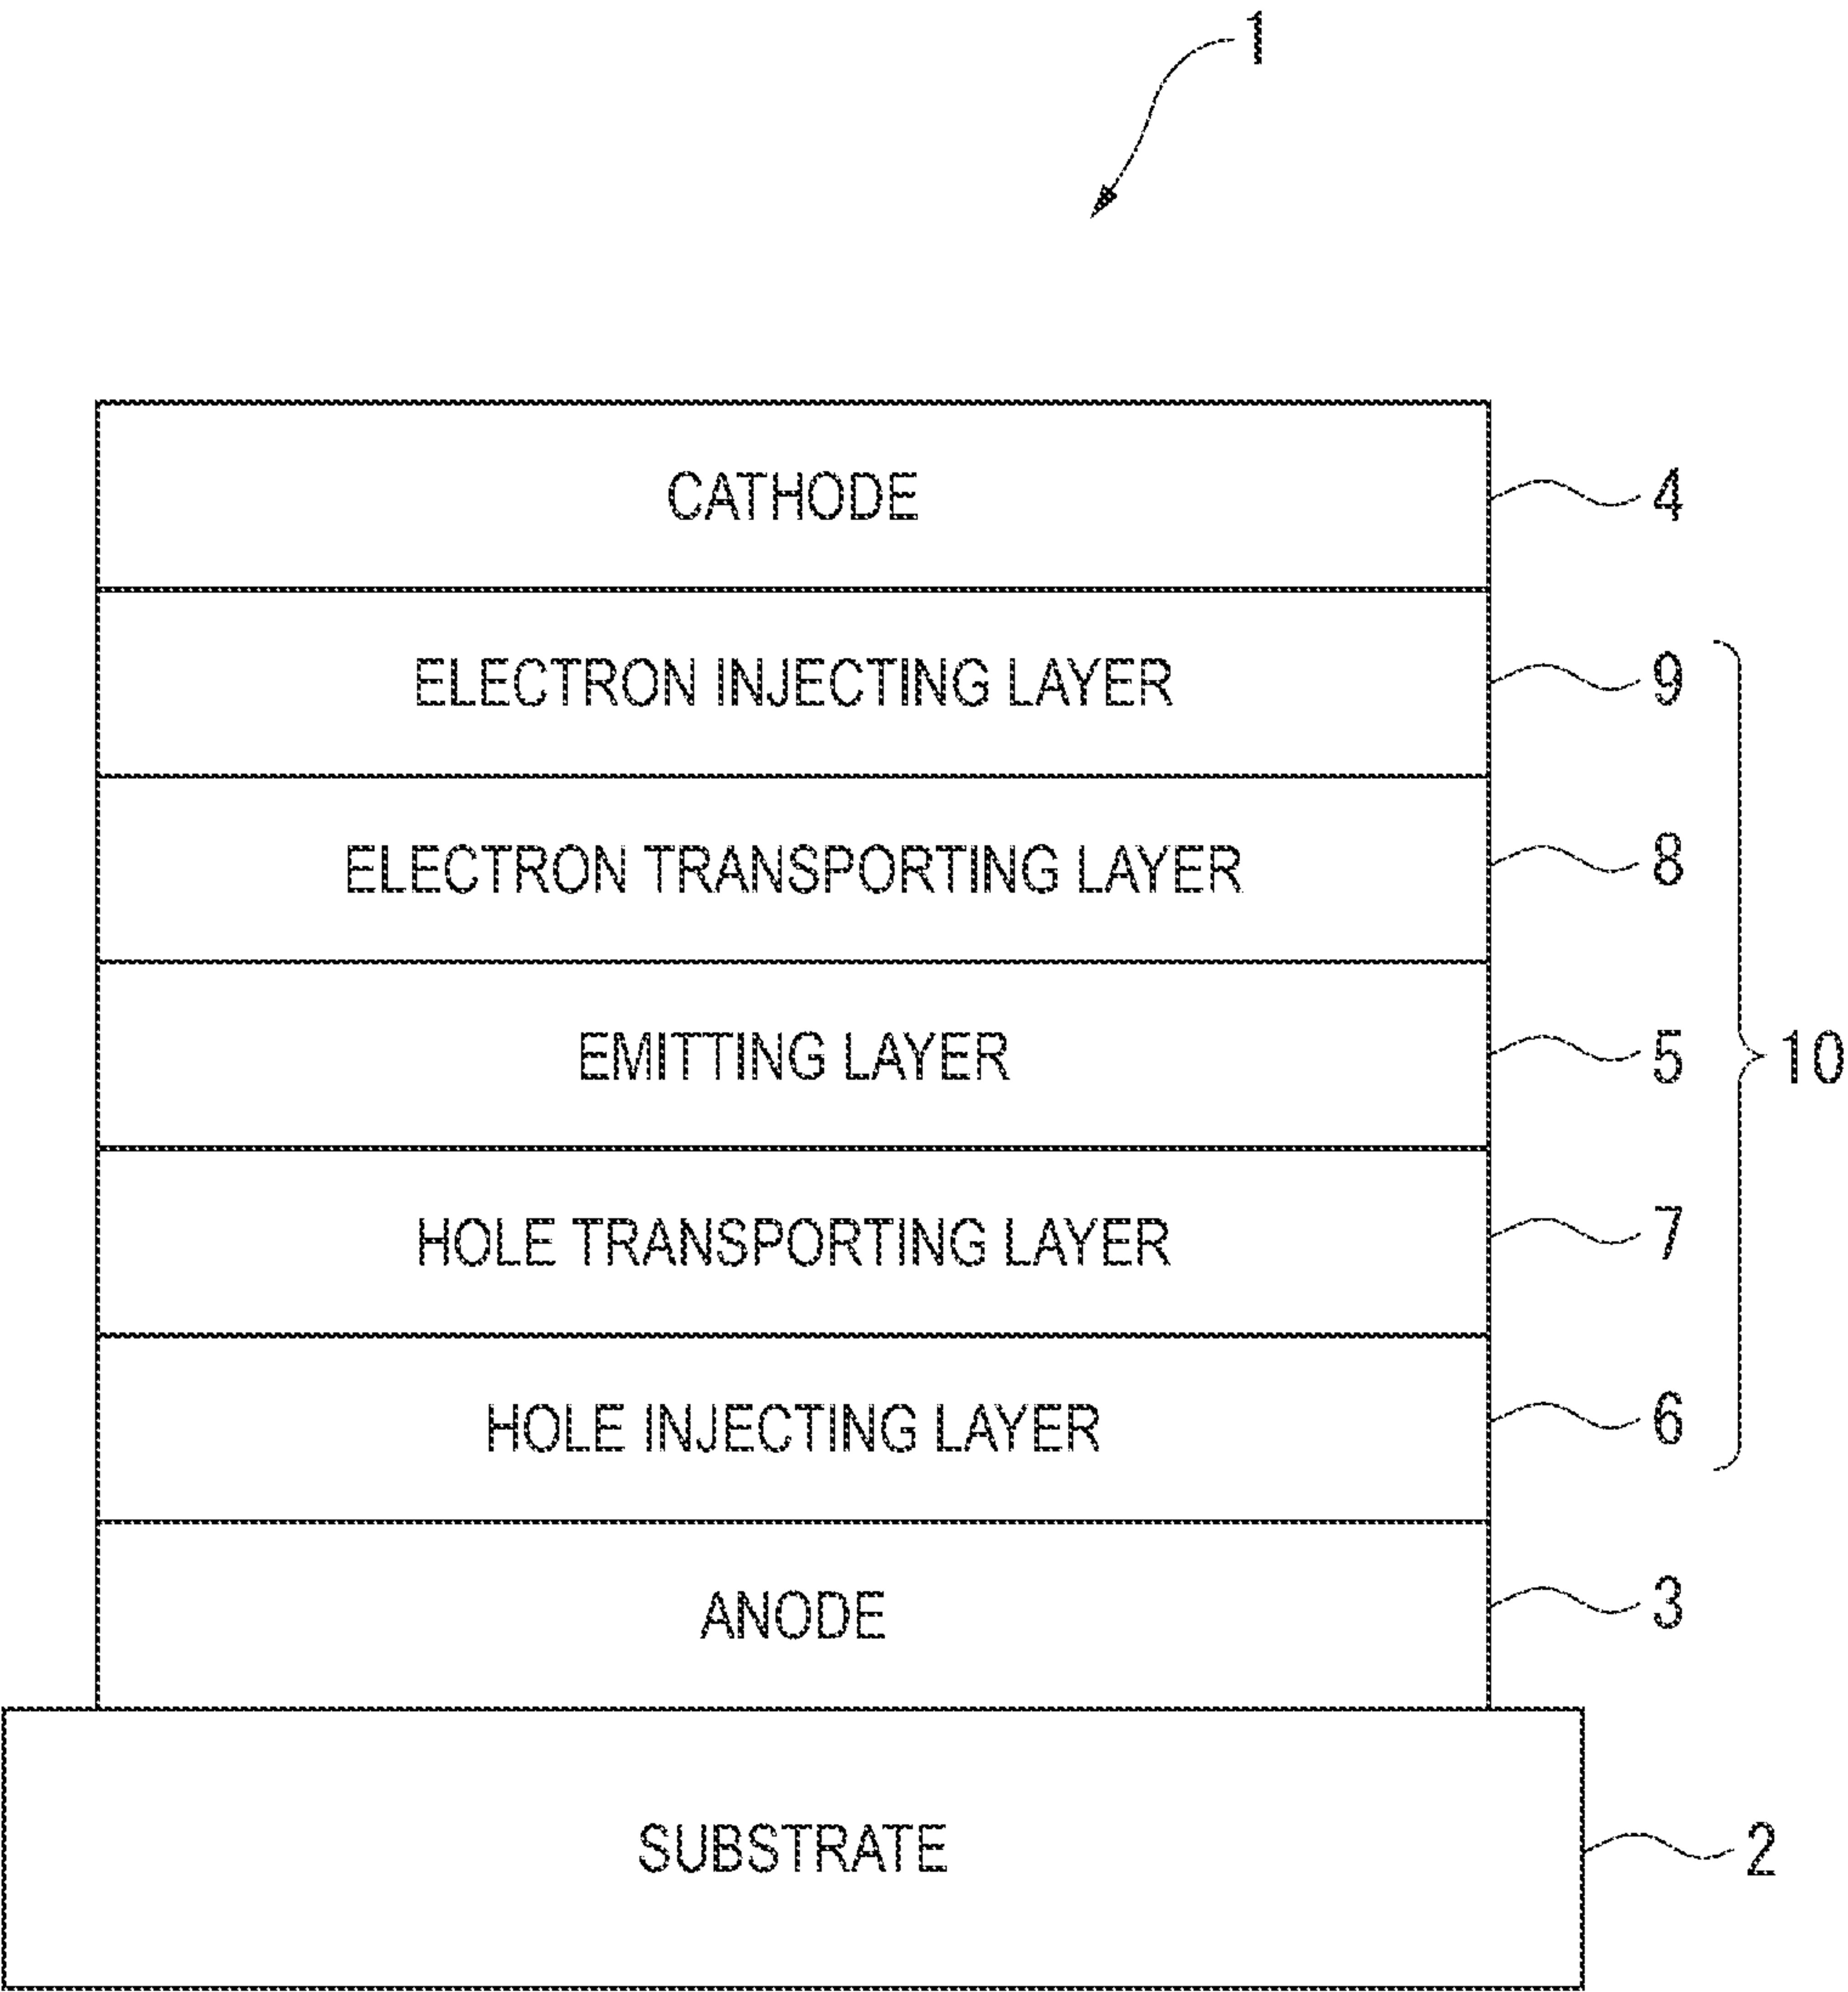 1
CATHODE 4
ELECTRON INJECTING LAYER 9
ELECTRON TRANSPORTING LAYER 8
EMITTING LAYER 5 10
HOLE TRANSPORTING LAYER 7
HOLE INJECTING LAYER 6
ANODE 3
SUBSTRATE 2